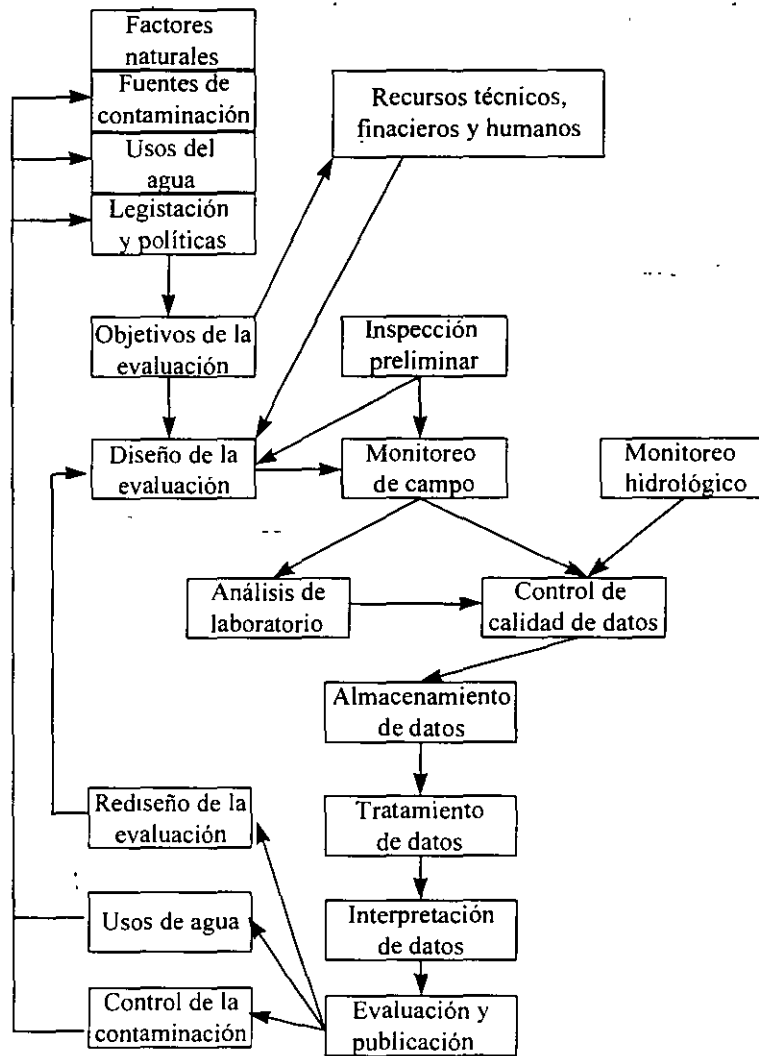 Factores
naturales
Fuentes de
contaminación
Usos del
agua
Legistación
y políticas
Recursos técnicos,
finacieros y humanos
Objetivos de la
evaluación
Inspección
preliminar
Diseño de la
evaluación
Monitoreo
de campo
Monitoreo
hidrológico
Análisis de
laboratorio
Control de
calidad de datos
Almacenamiento
de datos
Tratamiento
de datos
Rediseño de la
evaluación
Interpretación
de datos
Usos de agua
Evaluación y
publicación
Control de la
contaminación